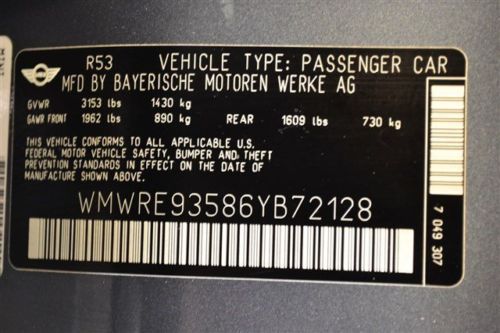 R53 VEHICLE TYPE: PASSENGER CAR
MFD BY BAYERISCHE MOTOREN WERKE AG
GVWR 3153 lbs 1430 kg
GAWR FRONT 1962 lbs 890 kg REAR 1609 lbs 730 kg
THIS VEHICLE CONFORMS TO ALL APPLICABLE U.S.
FEDERAL MOTOR VEHICLE SAFETY, BUMPER AND THEFT
PREVENTION STANDARDS IN EFFECT ON THE DATE OF
MANUFACTURE SHOWN ABOVE.
WMWRE93586YB72128
7 049 307
MINI